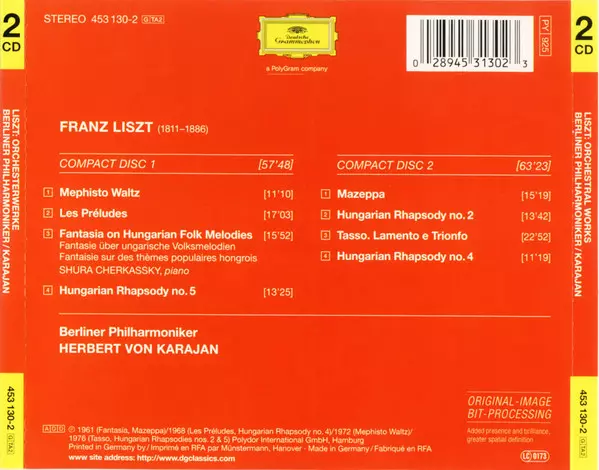 2
CD
STEREO 453 130-2 GTA2
Deutsche
Grammophon
a PolyGram company
0 28945 31302 3
PY 925
2
CD
LISZT: ORCHESTERWERKE
BERLINER PHILHARMONIKER/KARAJAN
453 130-2 GTA2
FRANZ LISZT (1811–1886)
COMPACT DISC 1 [57'48]
1 Mephisto Waltz [11'10]
2 Les Préludes [17'03]
3 Fantasia on Hungarian Folk Melodies [15'52]
Fantasie über ungarische Volksmelodien
Fantaisie sur des thèmes populaires hongrois
SHURA CHERKASSKY, piano
4 Hungarian Rhapsody no. 5 [13'25]
COMPACT DISC 2 [63'23]
1 Mazeppa [15'19]
2 Hungarian Rhapsody no. 2 [13'42]
3 Tasso. Lamento e Trionfo [22'52]
4 Hungarian Rhapsody no. 4 [11'19]
Berliner Philharmoniker
HERBERT VON KARAJAN
ORIGINAL-IMAGE
BIT-PROCESSING
Added presence and brilliance,
greater spatial definition
ADD ℗ 1961 (Fantasia, Mazeppa)/1968 (Les Préludes, Hungarian Rhapsody no. 4)/1972 (Mephisto Waltz)/
1976 (Tasso, Hungarian Rhapsodies nos. 2 & 5) Polydor International GmbH, Hamburg
Printed in Germany by / Imprimé en RFA par Münstermann, Hanover · Made in Germany / Fabriqué en RFA
www site address: http://www.dgclassics.com
LC 0173
LISZT: ORCHESTRAL WORKS
BERLINER PHILHARMONIKER/KARAJAN
453 130-2 GTA2